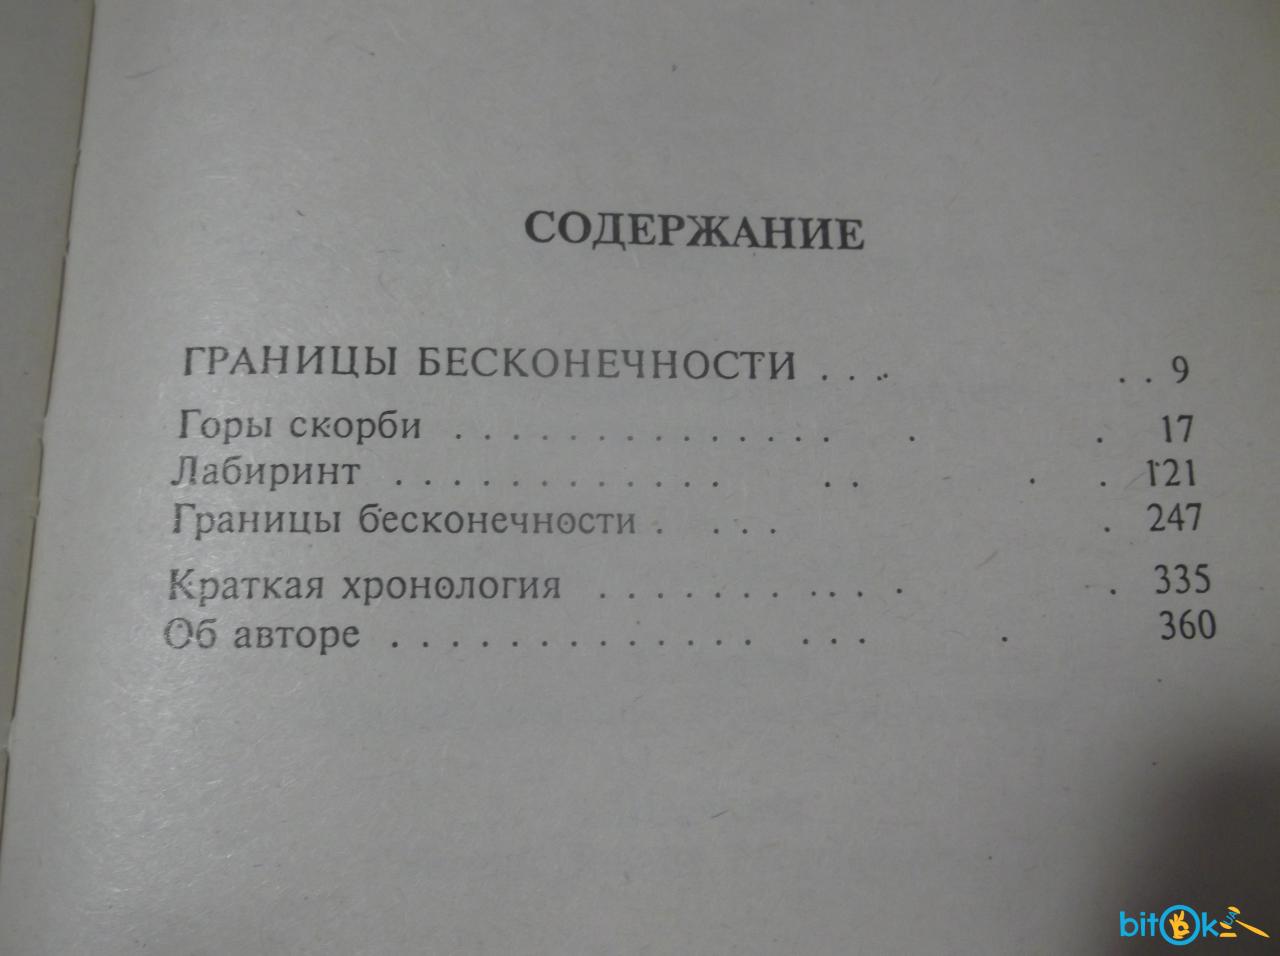 СОДЕРЖАНИЕ
ГРАНИЦЫ БЕСКОНЕЧНОСТИ . . . . . . 9
Горы скорби . . . . . . . . . . . . . . . . 17
Лабиринт . . . . . . . . . . . . . . . . 121
Границы бесконечности . . . . . 247
Краткая хронология . . . . . . . . . . . . 335
Об авторе . . . . . . . . . . . . . . . . . 360
bitok.ua